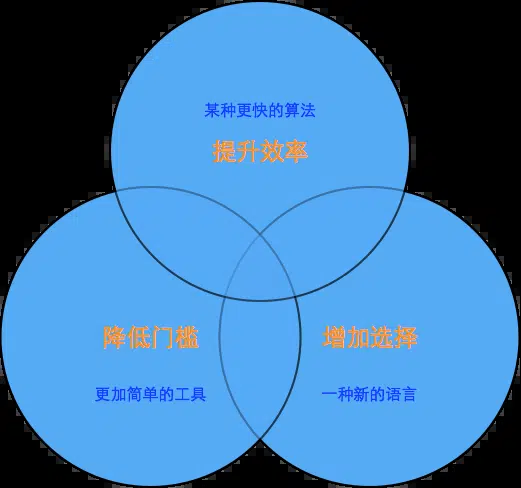 某种更快的算法
提升效率
降低门槛
增加选择
更加简单的工具
一种新的语言